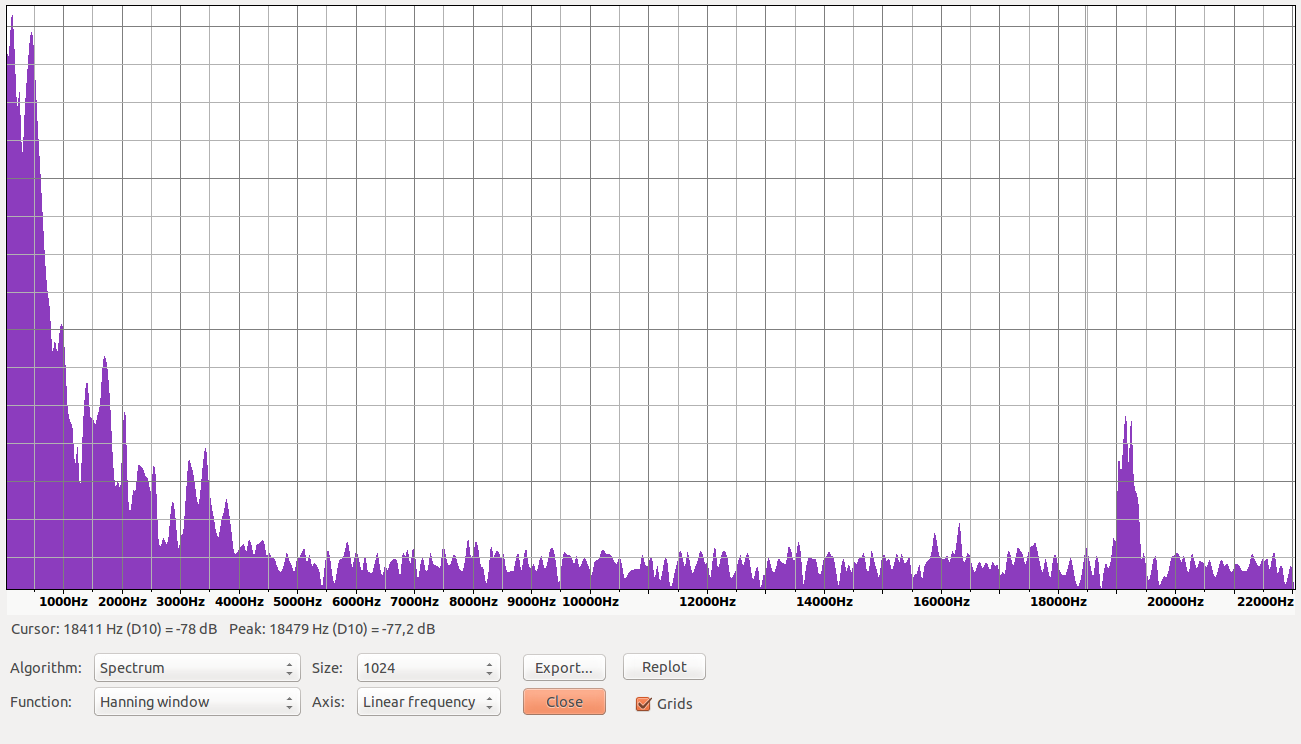 1000Hz 2000Hz 3000Hz 4000Hz 5000Hz 6000Hz 7000Hz 8000Hz 9000Hz 10000Hz 12000Hz 14000Hz 16000Hz 18000Hz 20000Hz 22000Hz
Cursor: 18411 Hz (D10) = -78 dB Peak: 18479 Hz (D10) = -77,2 dB
Algorithm: Spectrum Size: 1024 Export... Replot
Function: Hanning window Axis: Linear frequency Close Grids